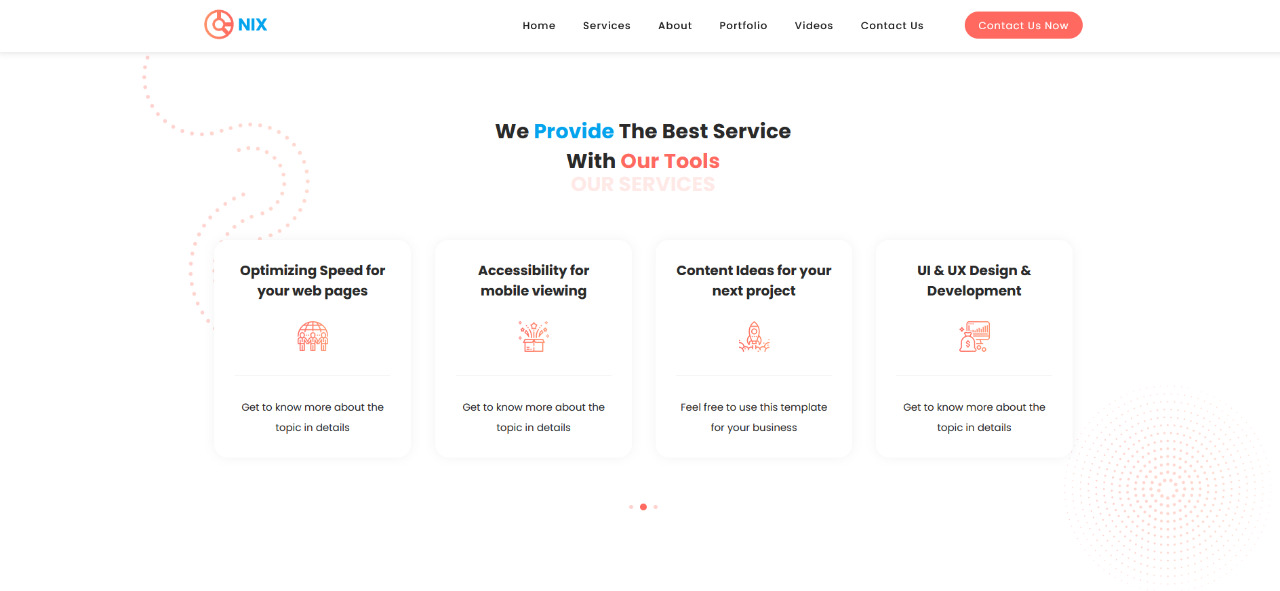 NIX
Home Services About Portfolio Videos Contact Us Contact Us Now
We Provide The Best Service
With Our Tools
OUR SERVICES
Optimizing Speed for
your web pages
Get to know more about the
topic in details
Accessibility for
mobile viewing
Get to know more about the
topic in details
Content Ideas for your
next project
Feel free to use this template
for your business
UI & UX Design &
Development
Get to know more about the
topic in details